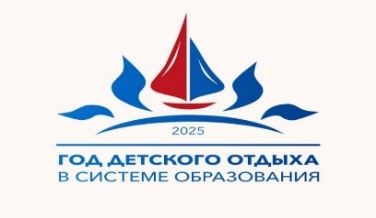 2025
ГОД ДЕТСКОГО ОТДЫХА
В СИСТЕМЕ ОБРАЗОВАНИЯ